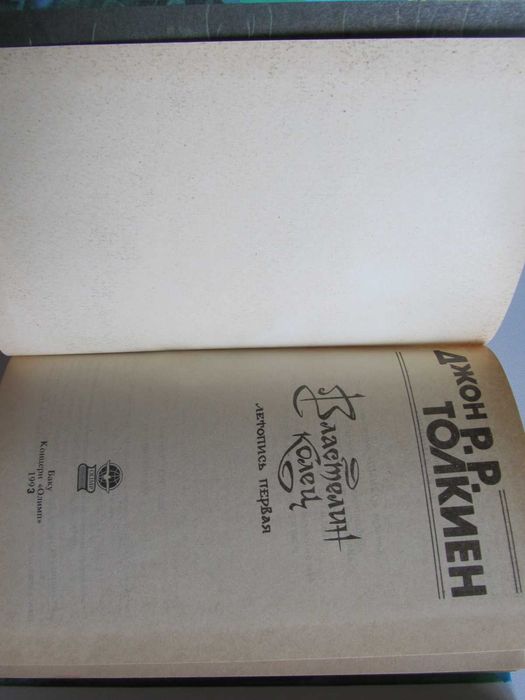 ДЖОН Р.Р.
ТОЛКИЕН
Властелин
Колец
ЛЕТОПИСЬ ПЕРВАЯ
Баку
Концерн «Олимп»
1993